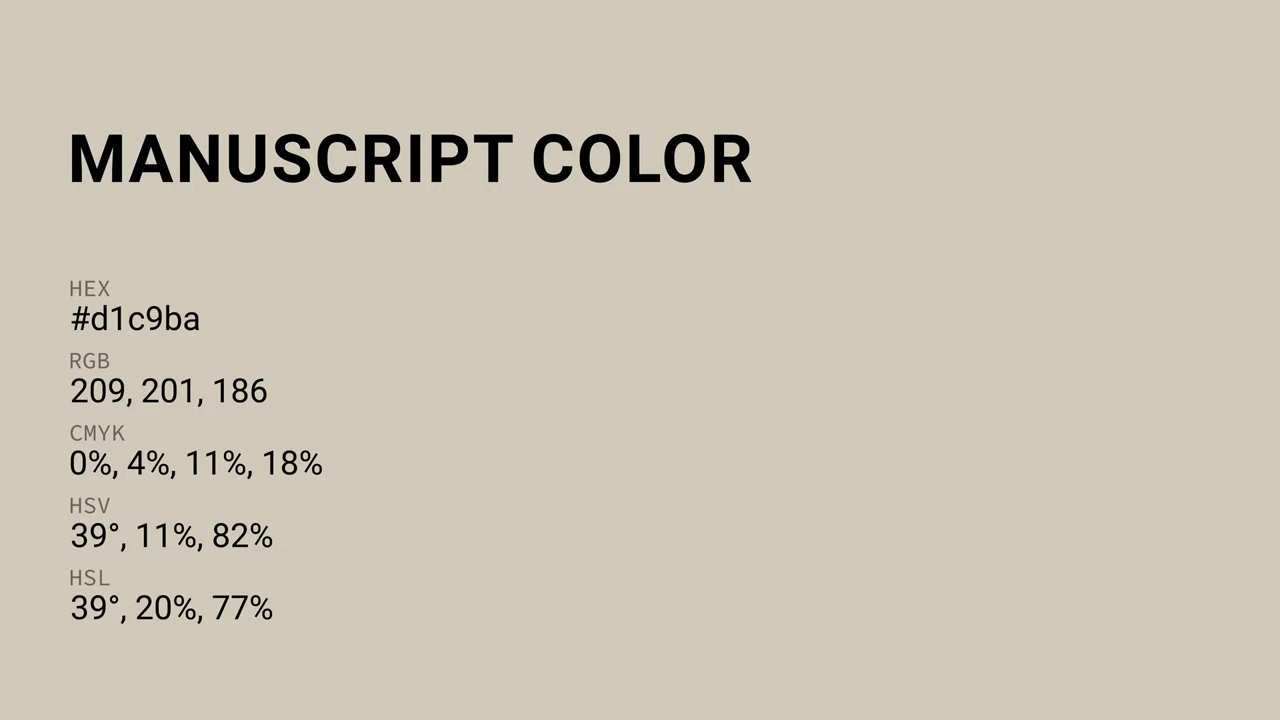 MANUSCRIPT COLOR
HEX
#d1c9ba
RGB
209, 201, 186
CMYK
0%, 4%, 11%, 18%
HSV
39°, 11%, 82%
HSL
39°, 20%, 77%